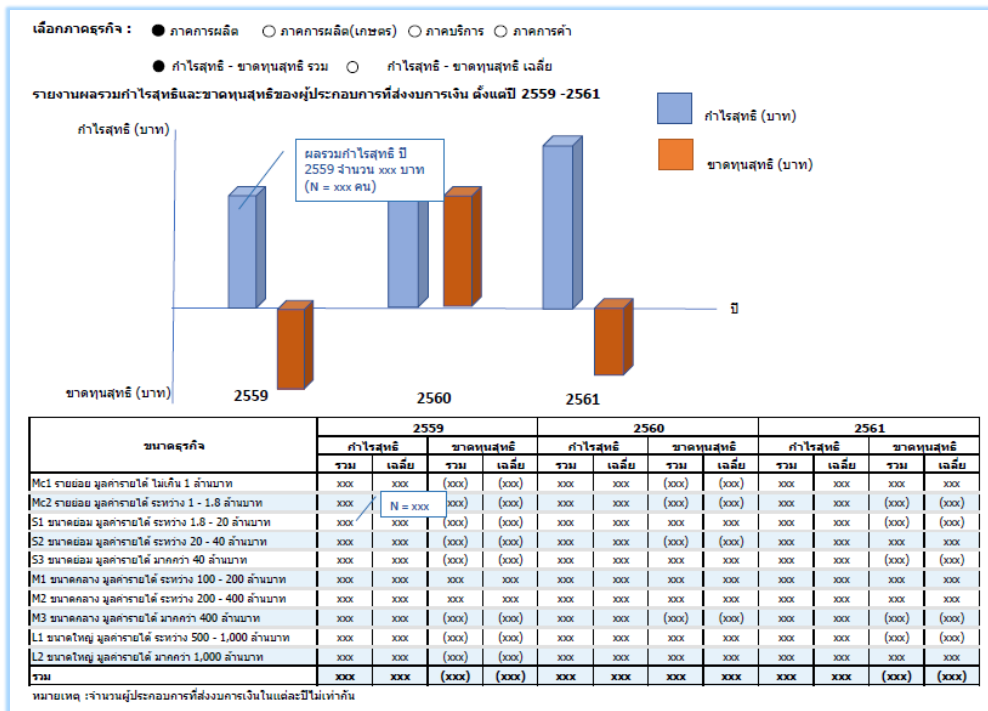 เลือกภาคธุรกิจ : ภาคการผลิต ภาคการผลิต(เกษตร) ภาคบริการ ภาคการค้า
กำไรสุทธิ - ขาดทุนสุทธิ รวม กำไรสุทธิ - ขาดทุนสุทธิ เฉลี่ย
รายงานผลรวมกำไรสุทธิและขาดทุนสุทธิของผู้ประกอบการที่ส่งงบการเงิน ตั้งแต่ปี 2559 -2561
กำไรสุทธิ (บาท)
ผลรวมกำไรสุทธิ ปี
2559 จำนวน xxx บาท
(N = xxx คน)
กำไรสุทธิ (บาท)
ขาดทุนสุทธิ (บาท)
ปี
ขาดทุนสุทธิ (บาท)
2559 2560 2561
ขนาดธุรกิจ 2559 2560 2561
กำไรสุทธิ ขาดทุนสุทธิ กำไรสุทธิ ขาดทุนสุทธิ กำไรสุทธิ ขาดทุนสุทธิ
รวม เฉลี่ย รวม เฉลี่ย รวม เฉลี่ย รวม เฉลี่ย รวม เฉลี่ย รวม เฉลี่ย
Mc1 รายย่อย มูลค่ารายได้ ไม่เกิน 1 ล้านบาท xxx xxx (xxx) (xxx) xxx xxx (xxx) (xxx) xxx xxx xxx xxx
Mc2 รายย่อย มูลค่ารายได้ ระหว่าง 1 - 1.8 ล้านบาท xxx N = xxx xxx) (xxx) xxx xxx (xxx) (xxx) xxx xxx (xxx) (xxx)
S1 ขนาดย่อม มูลค่ารายได้ ระหว่าง 1.8 - 20 ล้านบาท xxx xxx (xxx) (xxx) xxx xxx xxx xxx xxx xxx (xxx) (xxx)
S2 ขนาดย่อม มูลค่ารายได้ ระหว่าง 20 - 40 ล้านบาท xxx xxx (xxx) (xxx) xxx xxx (xxx) (xxx) xxx xxx xxx xxx
S3 ขนาดย่อม มูลค่ารายได้ มากกว่า 40 ล้านบาท xxx xxx (xxx) (xxx) xxx xxx xxx xxx xxx xxx (xxx) (xxx)
M1 ขนาดกลาง มูลค่ารายได้ ระหว่าง 100 - 200 ล้านบาท xxx xxx xxx xxx xxx xxx xxx xxx xxx xxx xxx xxx
M2 ขนาดกลาง มูลค่ารายได้ ระหว่าง 200 - 400 ล้านบาท xxx xxx xxx xxx xxx xxx xxx xxx xxx xxx xxx xxx
M3 ขนาดกลาง มูลค่ารายได้ มากกว่า 400 ล้านบาท xxx xxx (xxx) (xxx) xxx xxx (xxx) (xxx) xxx xxx (xxx) (xxx)
L1 ขนาดใหญ่ มูลค่ารายได้ ระหว่าง 500 - 1,000 ล้านบาท xxx xxx (xxx) (xxx) xxx xxx xxx xxx xxx xxx (xxx) (xxx)
L2 ขนาดใหญ่ มูลค่ารายได้ มากกว่า 1,000 ล้านบาท xxx xxx (xxx) (xxx) xxx xxx xxx xxx xxx xxx xxx xxx
รวม xxx xxx (xxx) (xxx) xxx xxx xxx xxx xxx xxx (xxx) (xxx)
หมายเหตุ :จำนวนผู้ประกอบการที่ส่งงบการเงินในแต่ละปีไม่เท่ากัน